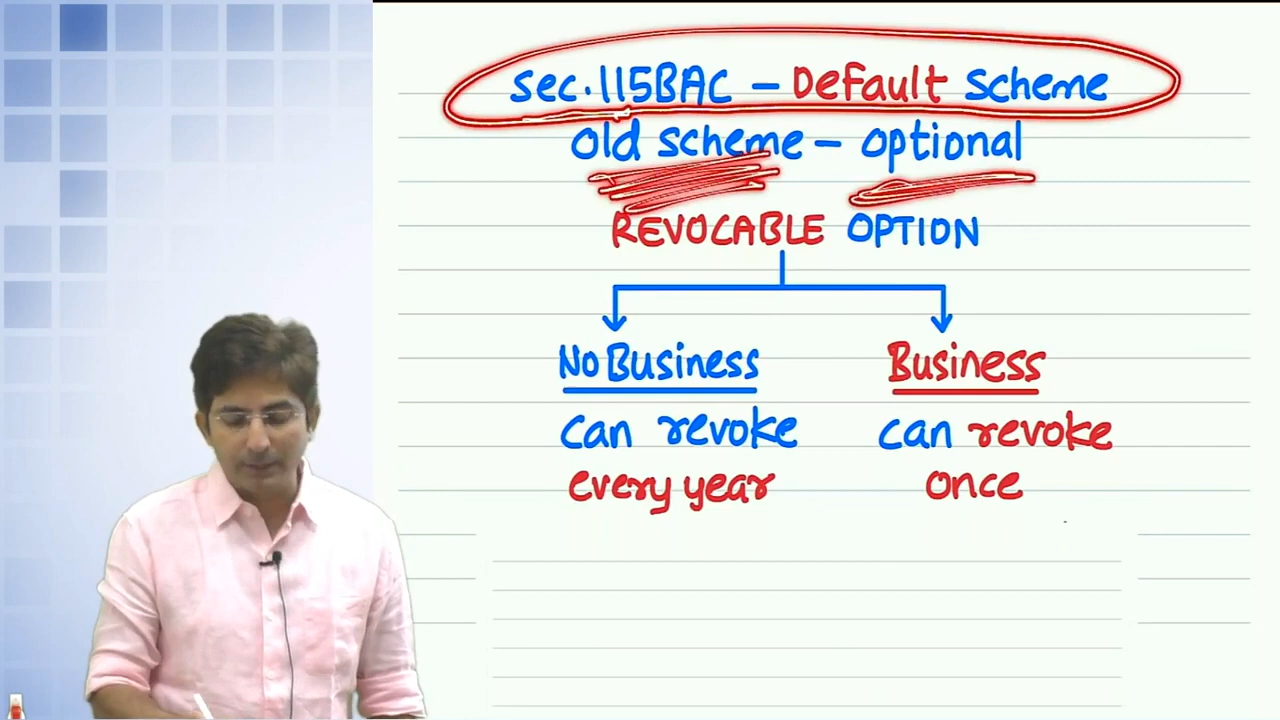 Sec. 115BAC – Default Scheme
Old scheme – optional
REVOCABLE OPTION
No Business
Business
can revoke
every year
can revoke
once